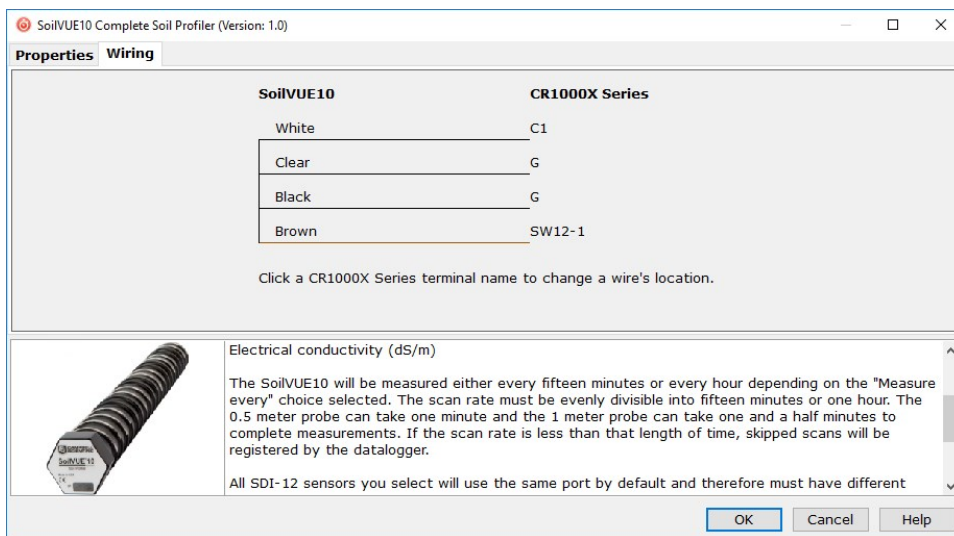 SoilVUE10 Complete Soil Profiler (Version: 1.0)
Properties Wiring
SoilVUE10 CR1000X Series
White C1
Clear G
Black G
Brown SW12-1
Click a CR1000X Series terminal name to change a wire's location.
Electrical conductivity (dS/m)
The SoilVUE10 will be measured either every fifteen minutes or every hour depending on the "Measure
every" choice selected. The scan rate must be evenly divisible into fifteen minutes or one hour. The
0.5 meter probe can take one minute and the 1 meter probe can take one and a half minutes to
complete measurements. If the scan rate is less than that length of time, skipped scans will be
registered by the datalogger.
All SDI-12 sensors you select will use the same port by default and therefore must have different
SoilVUE10
OK Cancel Help